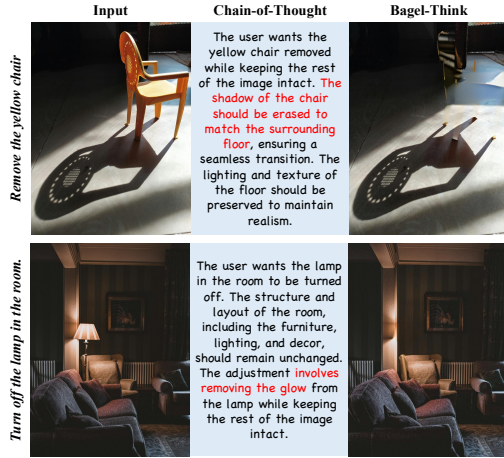 Input Chain-of-Thought Bagel-Think
Remove the yellow chair
The user wants the
yellow chair removed
while keeping the rest
of the image intact. The
shadow of the chair
should be erased to
match the surrounding
floor, ensuring a
seamless transition. The
lighting and texture of
the floor should be
preserved to maintain
realism.
Turn off the lamp in the room.
The user wants the lamp
in the room to be turned
off. The structure and
layout of the room,
including the furniture,
lighting, and decor,
should remain unchanged.
The adjustment involves
removing the glow from
the lamp while keeping
the rest of the image
intact.